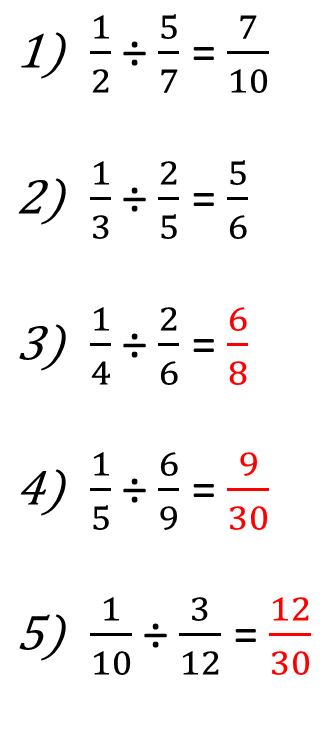 1) 1/2 ÷ 5/7 = 7/10
2) 1/3 ÷ 2/5 = 5/6
3) 1/4 ÷ 2/6 = 6/8
4) 1/5 ÷ 6/9 = 9/30
5) 1/10 ÷ 3/12 = 12/30